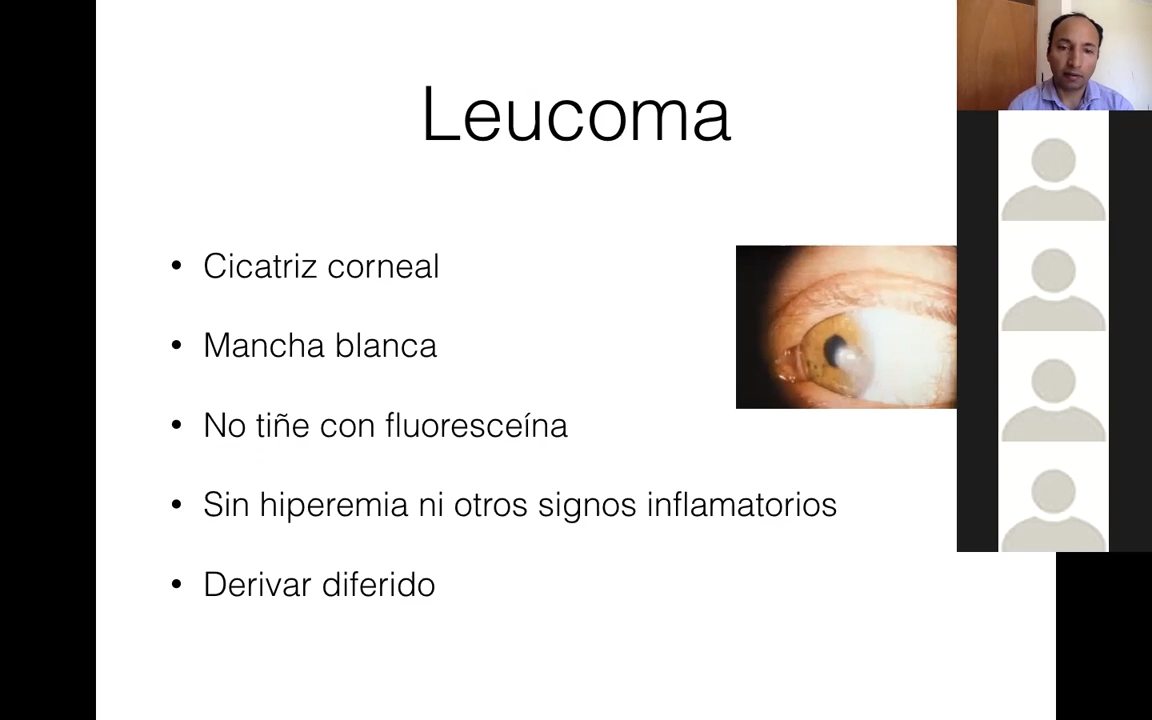 Leucoma
• Cicatriz corneal
• Mancha blanca
• No tiñe con fluoresceína
• Sin hiperemia ni otros signos inflamatorios
• Derivar diferido